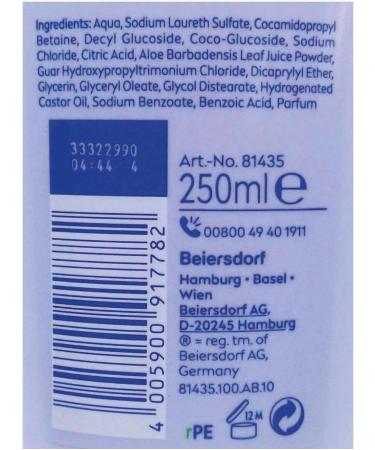 Ingredients: Aqua, Sodium Laureth Sulfate, Cocamidopropyl
Betaine, Decyl Glucoside, Coco-Glucoside, Sodium
Chloride, Citric Acid, Aloe Barbadensis Leaf Juice Powder,
Guar Hydroxypropyltrimonium Chloride, Dicaprylyl Ether,
Glycerin, Glyceryl Oleate, Glycol Distearate, Hydrogenated
Castor Oil, Sodium Benzoate, Benzoic Acid, Parfum
33322990
04:44 4
Art.-No. 81435
250ml e
00800 49 40 1911
Beiersdorf
Hamburg · Basel ·
Wien
Beiersdorf AG,
D-20245 Hamburg
® = reg. tm. of
Beiersdorf AG,
Germany
81435.100.AB.10
4 005900 917782
rPE
12M